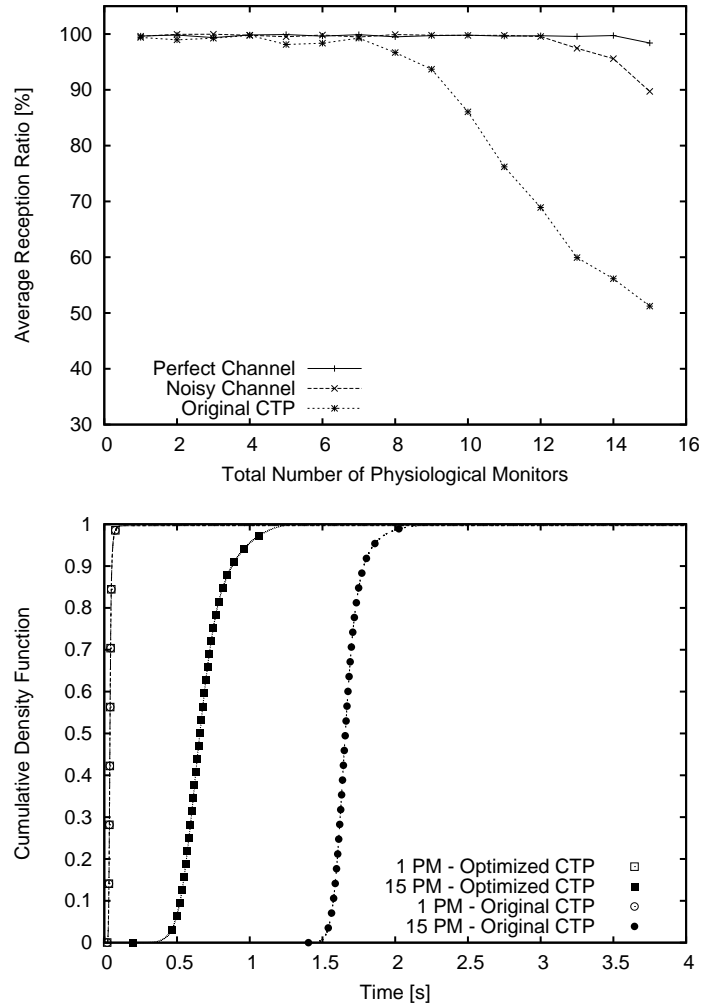 100
90
80
70
60
50
40
30
Average Reception Ratio [%]
Perfect Channel
Noisy Channel
Original CTP
0 2 4 6 8 10 12 14 16
Total Number of Physiological Monitors
1
0.9
0.8
0.7
0.6
0.5
0.4
0.3
0.2
0.1
0
Cumulative Density Function
1 PM - Optimized CTP
15 PM - Optimized CTP
1 PM - Original CTP
15 PM - Original CTP
0 0.5 1 1.5 2 2.5 3 3.5 4
Time [s]